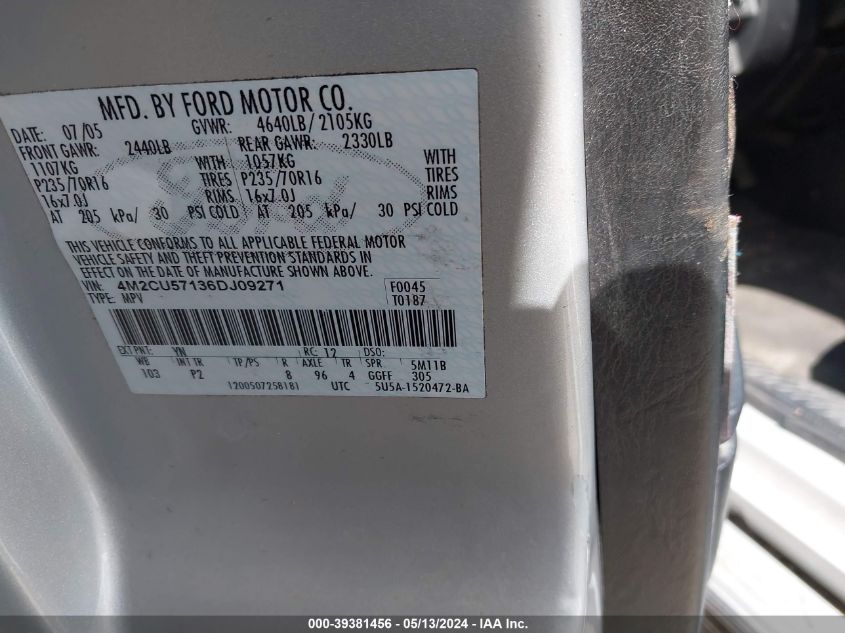 MFD. BY FORD MOTOR CO.
DATE: 07/05 GVWR: 4640LB/ 2105KG
FRONT GAWR: 2440LB REAR GAWR: 2330LB
1107KG WITH 1057KG WITH
P235/70R16 TIRES P235/70R16 TIRES
16x7.0J RIMS 16x7.0J RIMS
AT 205 kPa/ 30 PSI COLD AT 205 kPa/ 30 PSI COLD
THIS VEHICLE CONFORMS TO ALL APPLICABLE FEDERAL MOTOR
VEHICLE SAFETY AND THEFT PREVENTION STANDARDS IN
EFFECT ON THE DATE OF MANUFACTURE SHOWN ABOVE.
VIN: 4M2CU57136DJ09271 F0045
TYPE: MPV T0187
EXT PNT: YN RC: 12 DSO:
WB INT TR TP/PS R AXLE TR SPR 5M11B
103 P2 8 96 4 GGFF 305
1200507258181 UTC 5U5A-1520472-BA
000-39381456 - 05/13/2024 - IAA Inc.